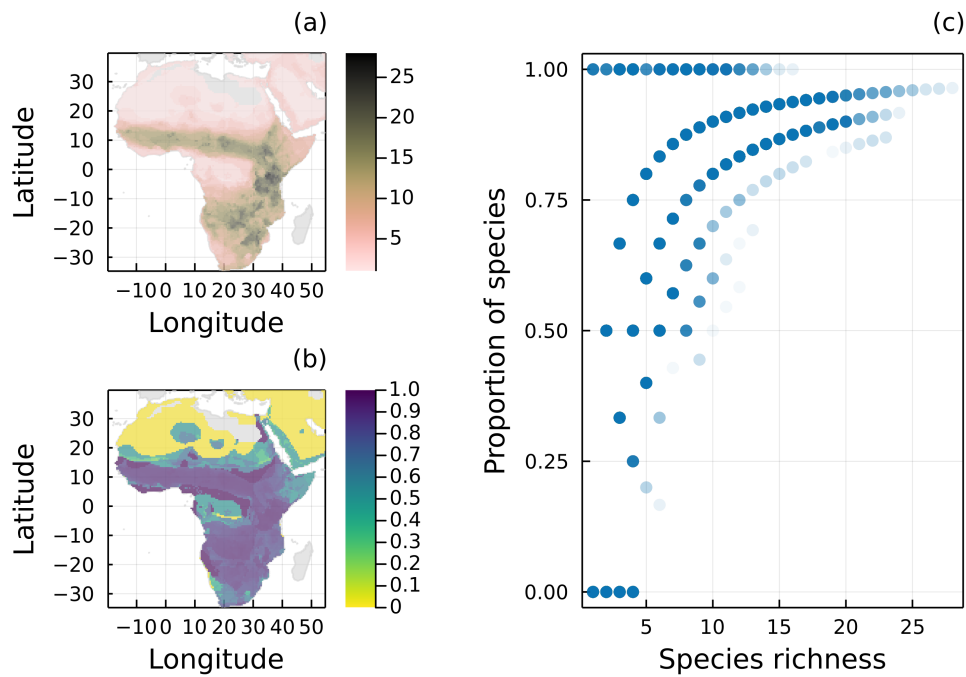 (a)
Latitude
30
20
10
0
−10
−20
−30
−10 0 10 20 30 40 50
Longitude
25
20
15
10
5
(b)
Latitude
30
20
10
0
−10
−20
−30
−10 0 10 20 30 40 50
Longitude
1.0
0.9
0.8
0.7
0.6
0.5
0.4
0.3
0.2
0.1
0
(c)
Proportion of species
1.00
0.75
0.50
0.25
0.00
5 10 15 20 25
Species richness